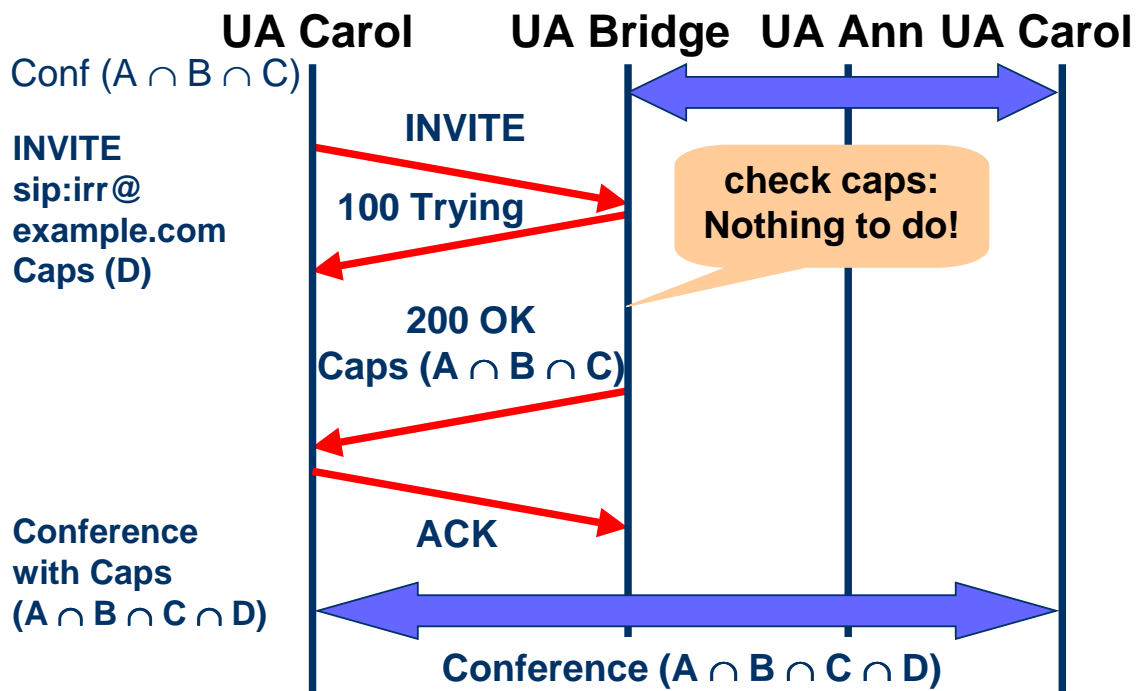 UA Carol UA Bridge UA Ann UA Carol
Conf (A ∩ B ∩ C)
INVITE
INVITE
sip:irr@
example.com
Caps (D)
100 Trying
check caps:
Nothing to do!
200 OK
Caps (A ∩ B ∩ C)
ACK
Conference
with Caps
(A ∩ B ∩ C ∩ D)
Conference (A ∩ B ∩ C ∩ D)